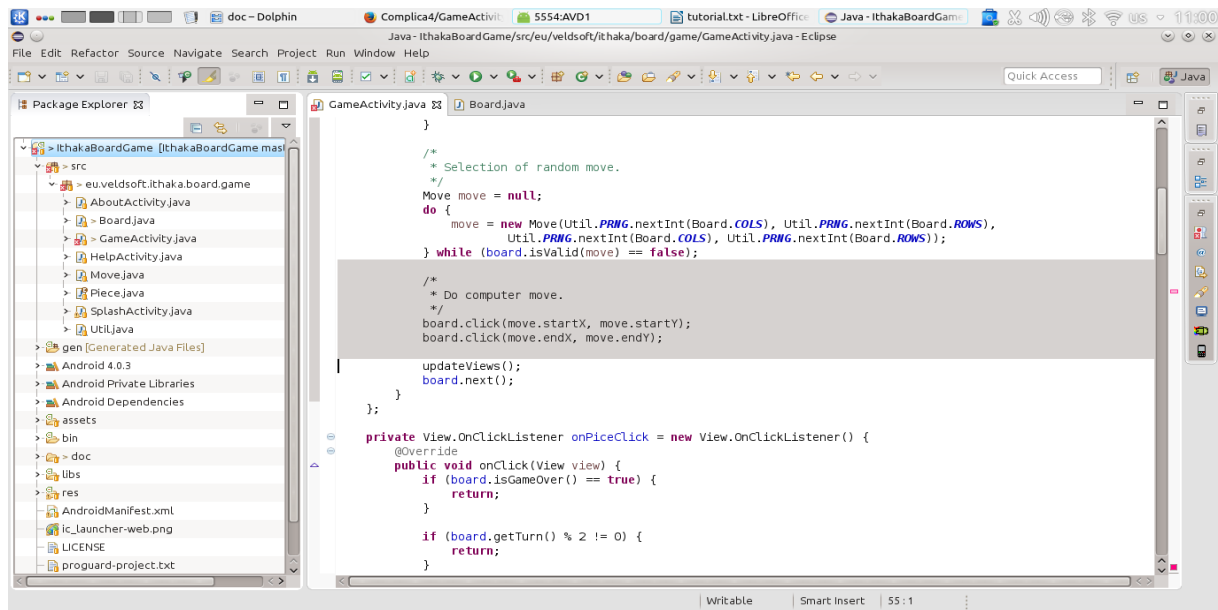 doc – Dolphin
Complica4/GameActivit
5554:AVD1
tutorial.txt - LibreOffice
Java - IthakaBoardGame
us
11:00
Java - IthakaBoardGame/src/eu/veldsoft/ithaka/board/game/GameActivity.java - Eclipse
File Edit Refactor Source Navigate Search Project Run Window Help
Quick Access
Java
Package Explorer
GameActivity.java
Board.java
> IthakaBoardGame [IthakaBoardGame mast
> src
> eu.veldsoft.ithaka.board.game
AboutActivity.java
> Board.java
> GameActivity.java
HelpActivity.java
Move.java
Piece.java
SplashActivity.java
Util.java
gen [Generated Java Files]
Android 4.0.3
Android Private Libraries
Android Dependencies
assets
bin
> doc
libs
res
AndroidManifest.xml
ic_launcher-web.png
LICENSE
proguard-project.txt
}
/*
* Selection of random move.
*/
Move move = null;
do {
move = new Move(Util.PRNG.nextInt(Board.COLS), Util.PRNG.nextInt(Board.ROWS),
Util.PRNG.nextInt(Board.COLS), Util.PRNG.nextInt(Board.ROWS));
} while (board.isValid(move) == false);
/*
* Do computer move.
*/
board.click(move.startX, move.startY);
board.click(move.endX, move.endY);
updateViews();
board.next();
}
};
private View.OnClickListener onPiceClick = new View.OnClickListener() {
@Override
public void onClick(View view) {
if (board.isGameOver() == true) {
return;
}
if (board.getTurn() % 2 != 0) {
return;
}
Writable
Smart Insert
55 : 1